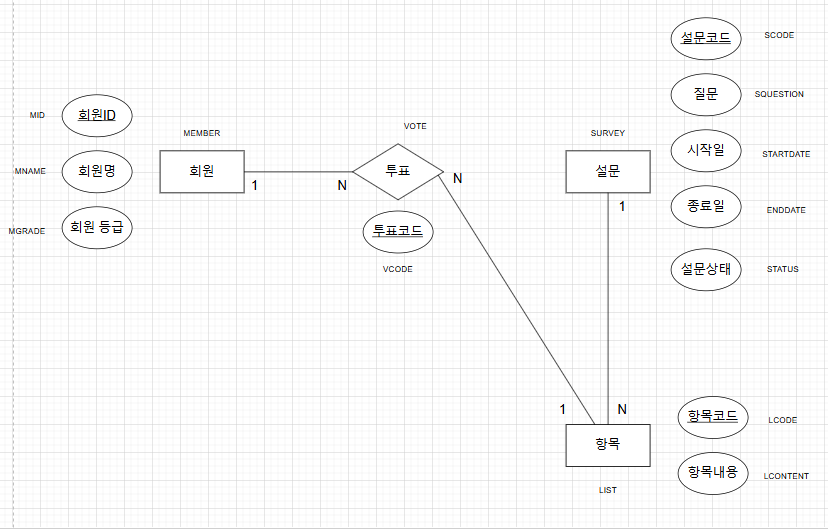 MID
회원ID
MNAME
회원명
MGRADE
회원 등급
MEMBER
회원
1
N
VOTE
투표
N
투표코드
VCODE
SURVEY
설문
1
설문코드
SCODE
질문
SQUESTION
시작일
STARTDATE
종료일
ENDDATE
설문상태
STATUS
1
N
항목
LIST
항목코드
LCODE
항목내용
LCONTENT